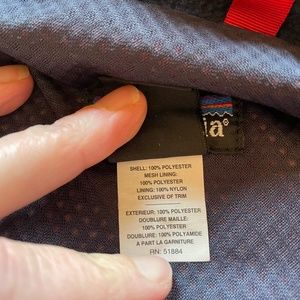 ia®
SHELL: 100% POLYESTER
MESH LINING:
100% POLYESTER
LINING: 100% NYLON
EXCLUSIVE OF TRIM
EXTERIEUR: 100% POLYESTER
DOUBLURE MAILLE:
100% POLYESTER
DOUBLURE: 100% POLYAMIDE
A PART LA GARNITURE
RN: 51884